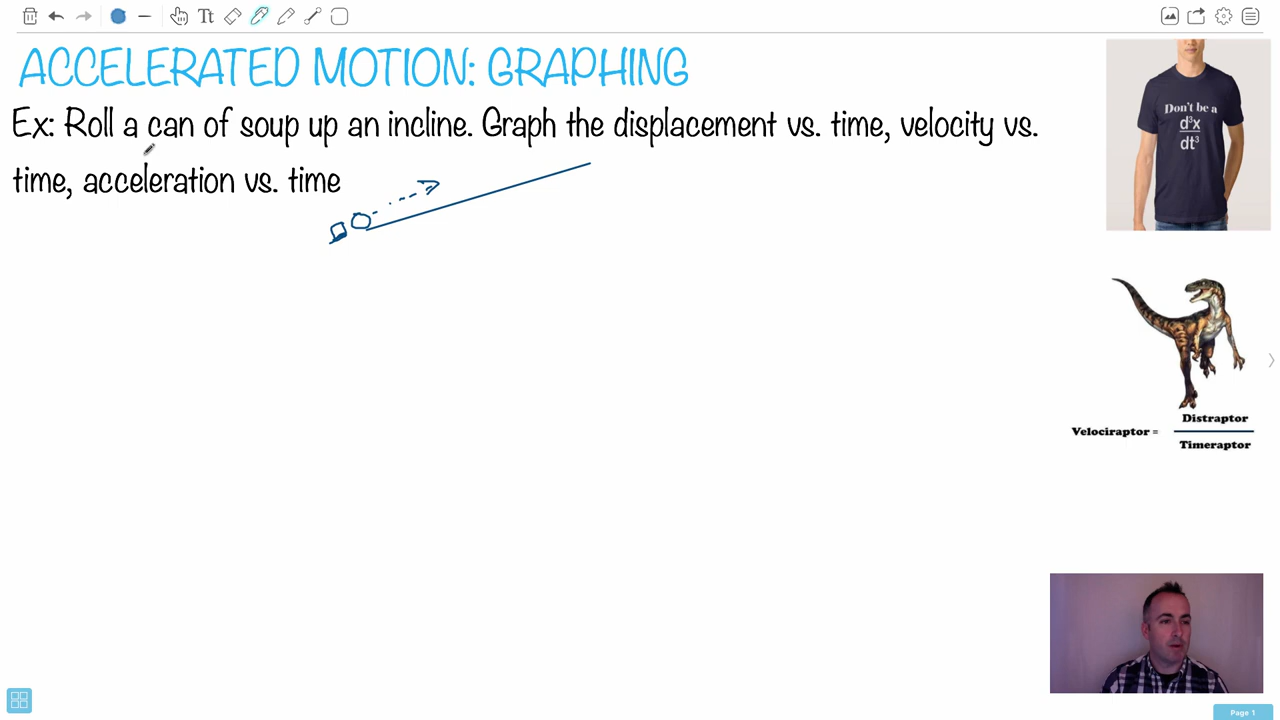 Tt
ACCELERATED MOTION: GRAPHING
Ex: Roll a can of soup up an incline. Graph the displacement vs. time, velocity vs.
time, acceleration vs. time
Don't be a
d³x
dt³
Distraptor
Velociraptor =
Timeraptor
Page 1